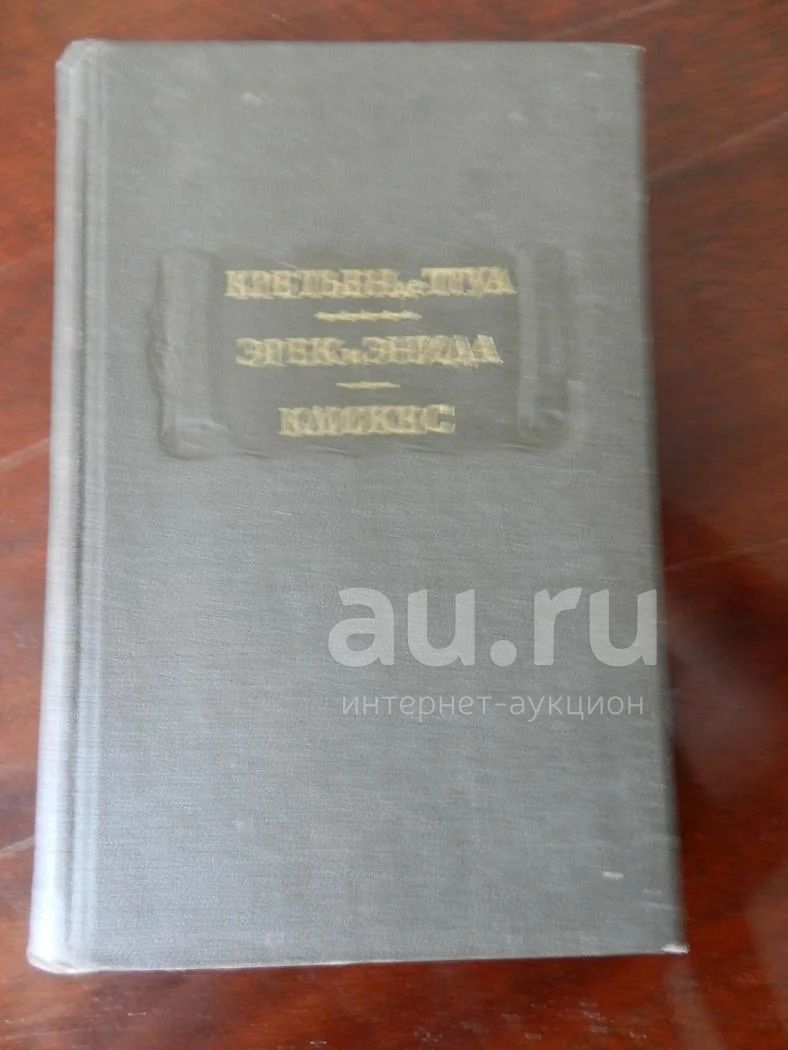 КРЕТЬЕН де ТРУА
ЭРЕК и ЭНИДА
КЛИЖЕС
au.ru
интернет-аукцион